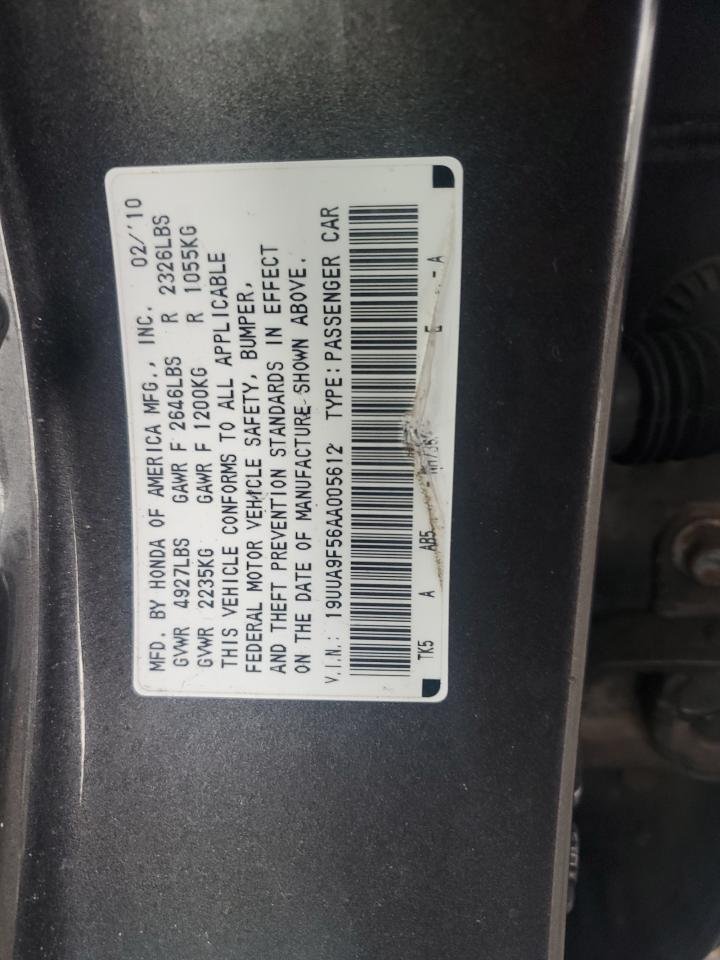 MFD. BY HONDA OF AMERICA MFG., INC. 02/'10
GVWR 4927LBS GAWR F 2646LBS R 2326LBS
GVWR 2235KG GAWR F 1200KG R 1055KG
THIS VEHICLE CONFORMS TO ALL APPLICABLE
FEDERAL MOTOR VEHICLE SAFETY, BUMPER,
AND THEFT PREVENTION STANDARDS IN EFFECT
ON THE DATE OF MANUFACTURE SHOWN ABOVE.
V.I.N.: 19UUA9F56AA005612 TYPE:PASSENGER CAR
TK5 A AB5 E -A